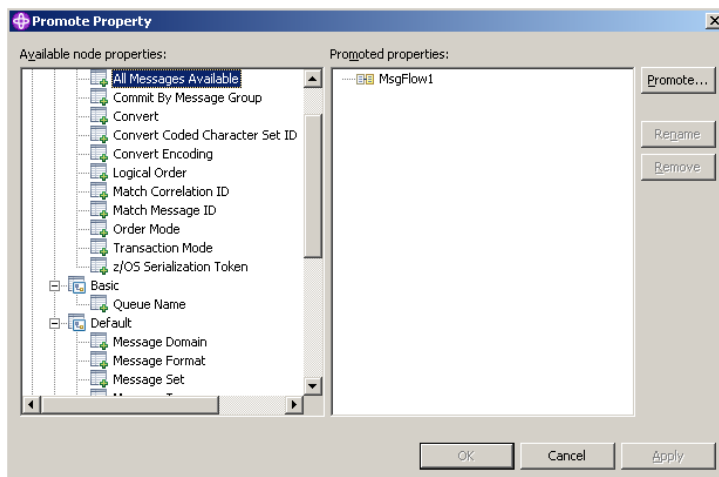 Promote Property
Available node properties:
Promoted properties:
All Messages Available
Commit By Message Group
Convert
Convert Coded Character Set ID
Convert Encoding
Logical Order
Match Correlation ID
Match Message ID
Order Mode
Transaction Mode
z/OS Serialization Token
Basic
Queue Name
Default
Message Domain
Message Format
Message Set
MsgFlow1
Promote...
Rename
Remove
OK
Cancel
Apply